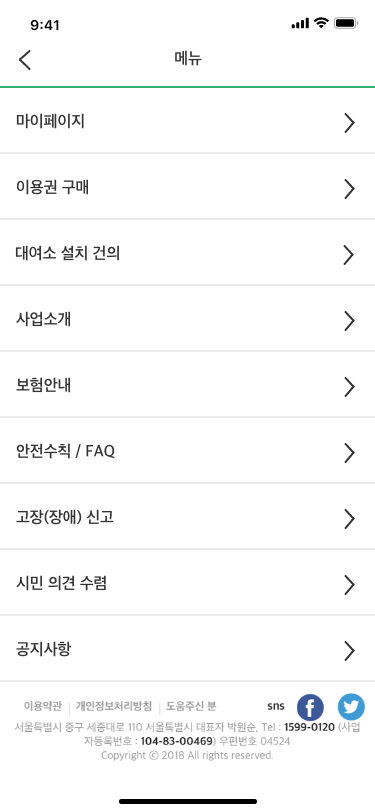 9:41
메뉴
마이페이지
이용권 구매
대여소 설치 건의
사업소개
보험안내
안전수칙 / FAQ
고장(장애) 신고
시민 의견 수렴
공지사항
이용약관 | 개인정보처리방침 | 도움주신 분 sns
서울특별시 중구 세종대로 110 서울특별시 대표자 박원순, Tel : 1599-0120 (사업
자등록번호 : 104-83-00469) 우편번호 04524
Copyright © 2018 All rights reserved.